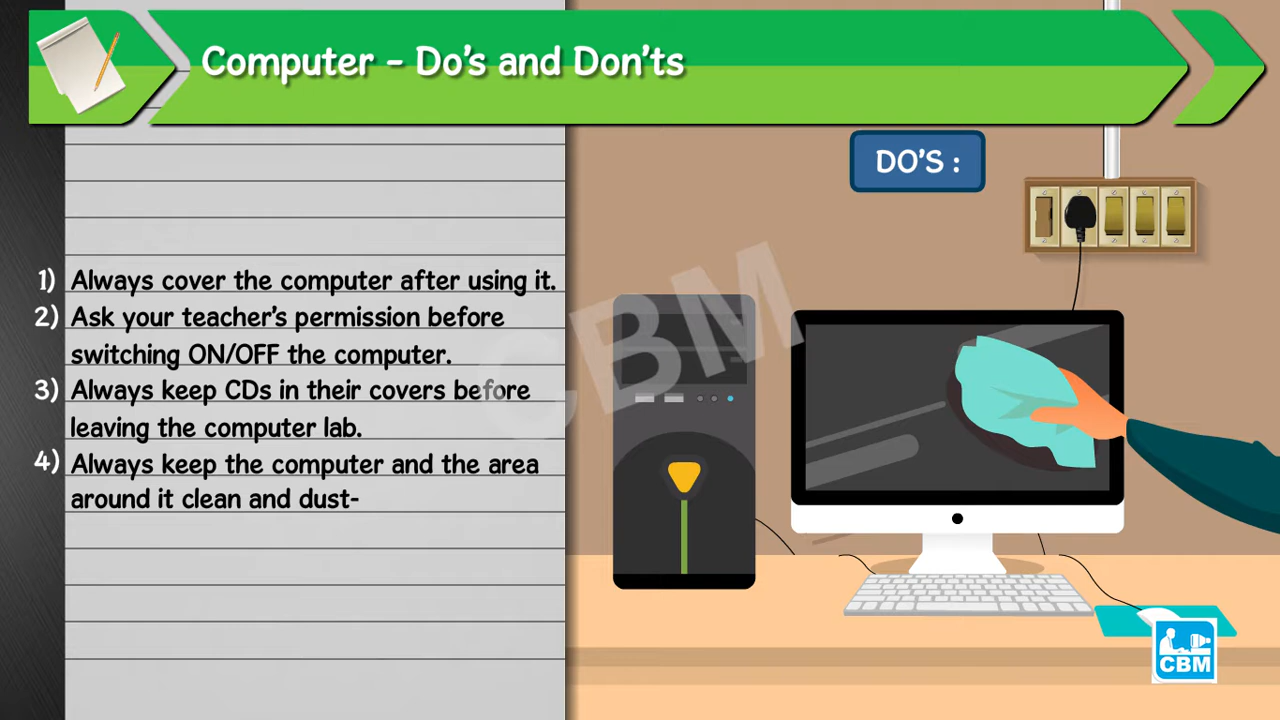 Computer - Do's and Don'ts
DO'S :
1) Always cover the computer after using it.
2) Ask your teacher's permission before
switching ON/OFF the computer.
3) Always keep CDs in their covers before
leaving the computer lab.
4) Always keep the computer and the area
around it clean and dust-
CBM
CBM